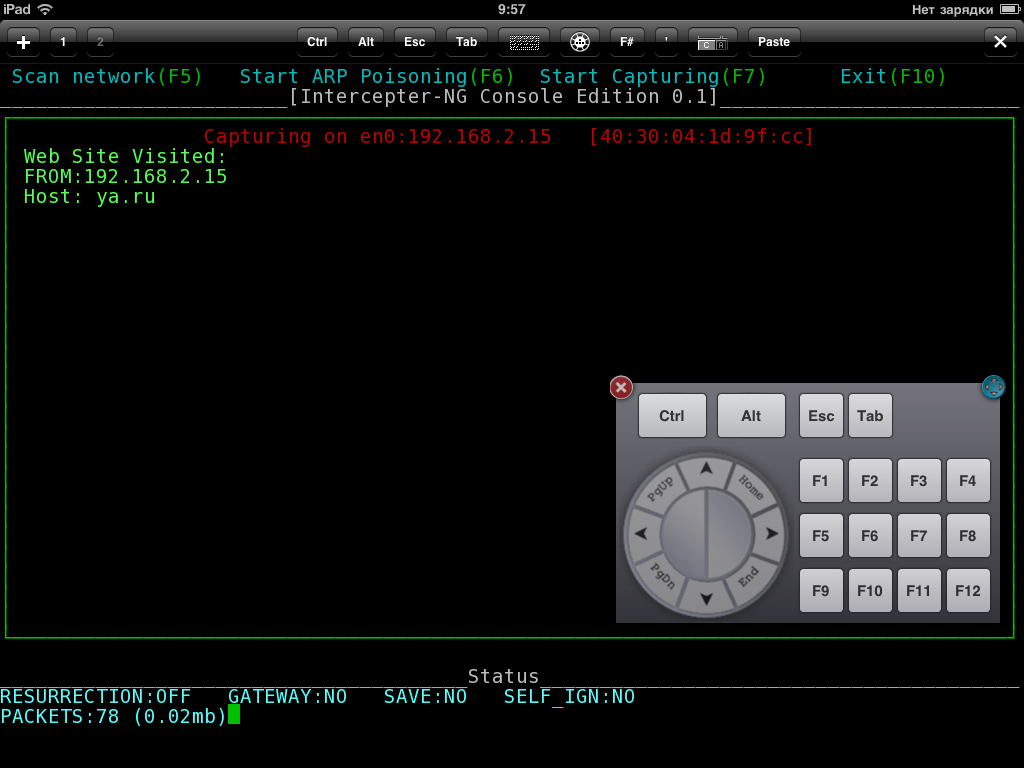 iPad 9:57 Нет зарядки
+ 1 2 Ctrl Alt Esc Tab F# ' C A Paste ×
Scan network(F5) Start ARP Poisoning(F6) Start Capturing(F7) Exit(F10)
[Intercepter-NG Console Edition 0.1]
Capturing on en0:192.168.2.15 [40:30:04:1d:9f:cc]
Web Site Visited:
FROM:192.168.2.15
Host: ya.ru
Ctrl Alt Esc Tab
PgUp Home
F1 F2 F3 F4
F5 F6 F7 F8
PgDn End
F9 F10 F11 F12
Status
RESURRECTION:OFF GATEWAY:NO SAVE:NO SELF_IGN:NO
PACKETS:78 (0.02mb)